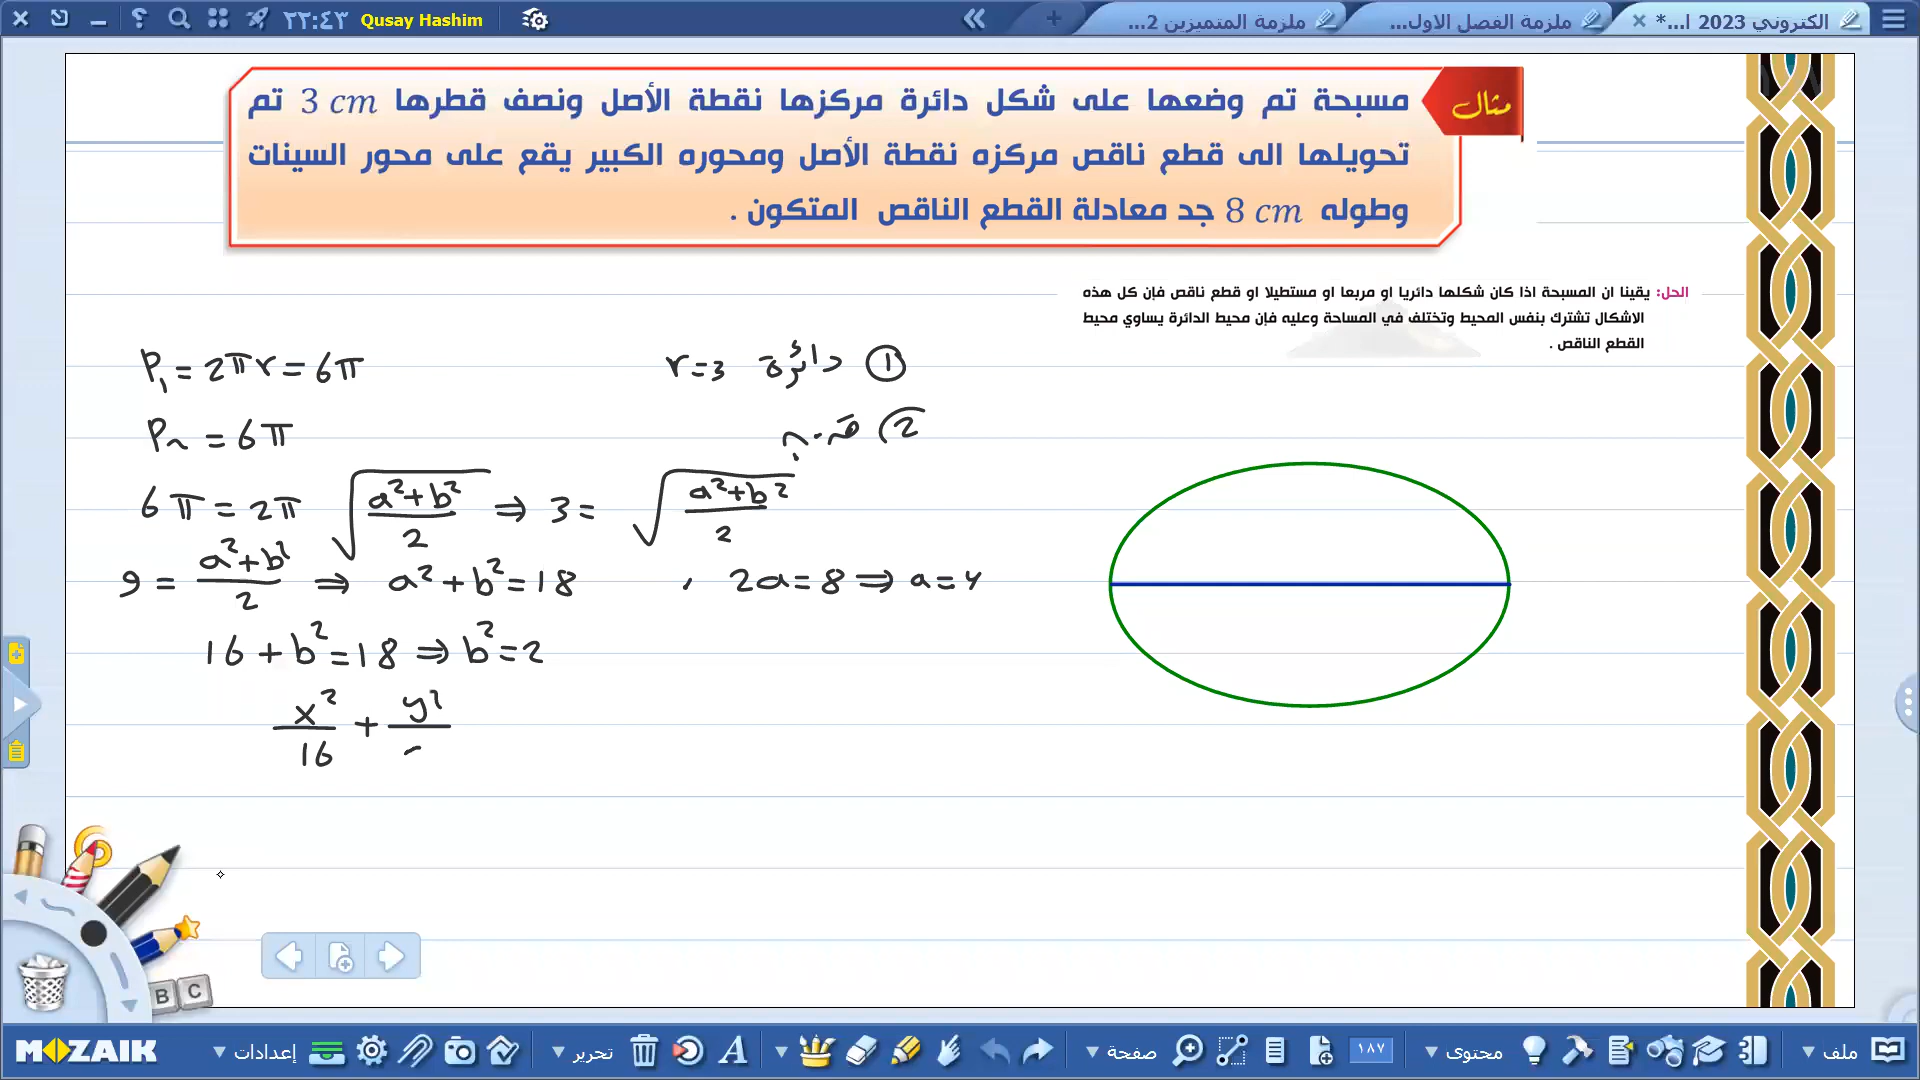 ٢٣:٤٣ Qusay Hashim
الكتروني 2023 ا...*
ملزمة الفصل الاول...
ملزمة المتميزين 2...
مثال
مسبحة تم وضعها على شكل دائرة مركزها نقطة الأصل ونصف قطرها 3 cm تم
تحويلها الى قطع ناقص مركزه نقطة الأصل ومحوره الكبير يقع على محور السينات
وطوله 8 cm جد معادلة القطع الناقص المتكون .
الحل: يقينا ان المسبحة اذا كان شكلها دائريا او مربعا او مستطيلا او قطع ناقص فإن كل هذه
الاشكال تشترك بنفس المحيط وتختلف في المساحة وعليه فإن محيط الدائرة يساوي محيط
القطع الناقص .
① دائرة r=3
P₁ = 2πr = 6π
2) ق.ن
P₂ = 6π
6π = 2π √((a²+b²)/2) ⇒ 3 = √((a²+b²)/2)
9 = (a²+b²)/2 ⇒ a²+b²=18 , 2a=8 ⇒ a=4
16+b²=18 ⇒ b²=2
x²/16 + y²/
B C
MOZAIK إعدادات تحرير A صفحة ١٨٧ محتوى ملف